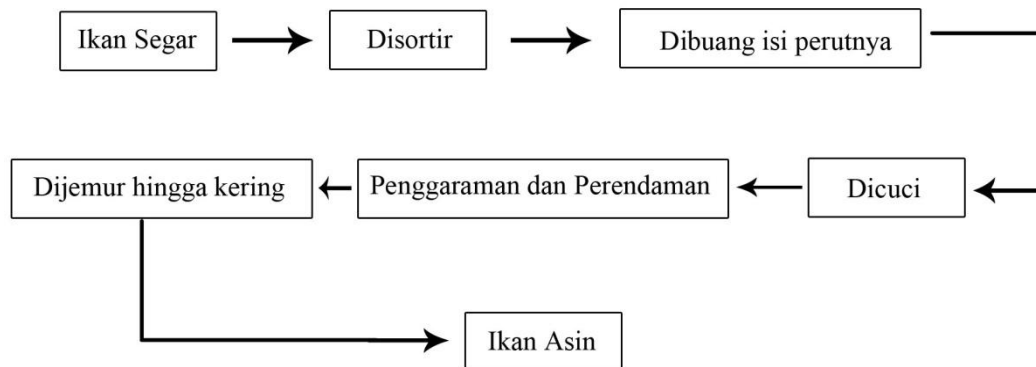 Ikan Segar
Disortir
Dibuang isi perutnya
Dicuci
Penggaraman dan Perendaman
Dijemur hingga kering
Ikan Asin